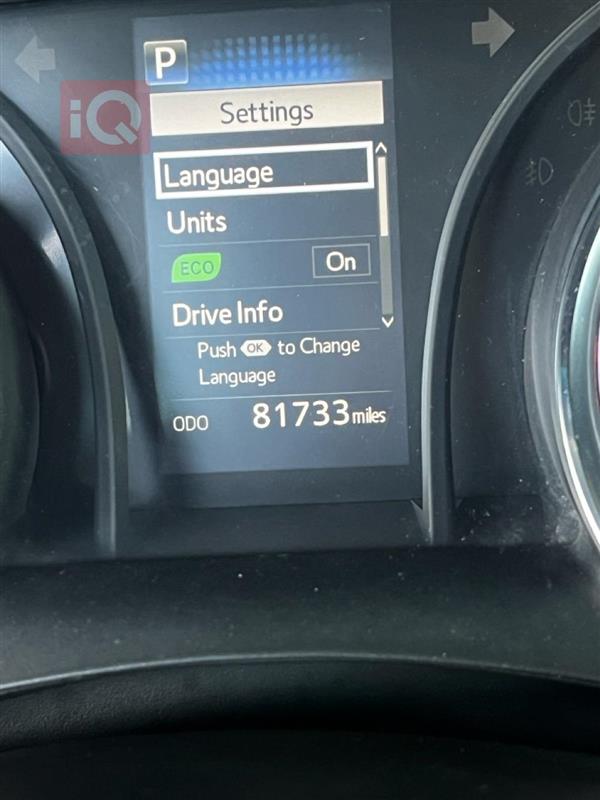 P
iQ
Settings
Language
Units
ECO On
Drive Info
Push OK to Change
Language
ODO 81733 miles